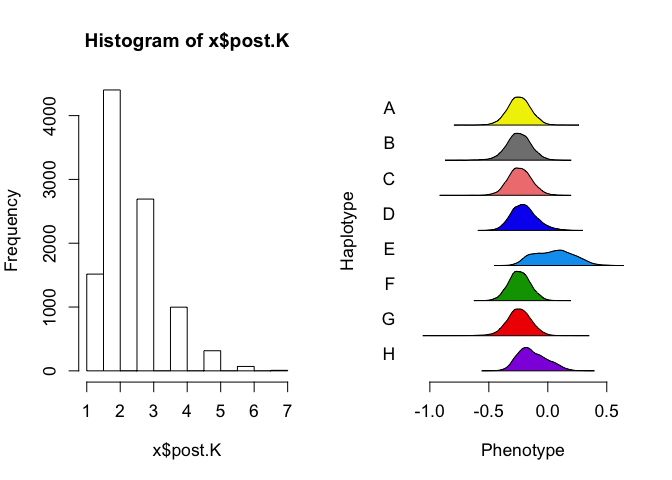 Histogram of x$post.K
Frequency
0
1000
2000
3000
4000
1 2 3 4 5 6 7
x$post.K
Haplotype
A
B
C
D
E
F
G
H
-1.0 -0.5 0.0 0.5
Phenotype